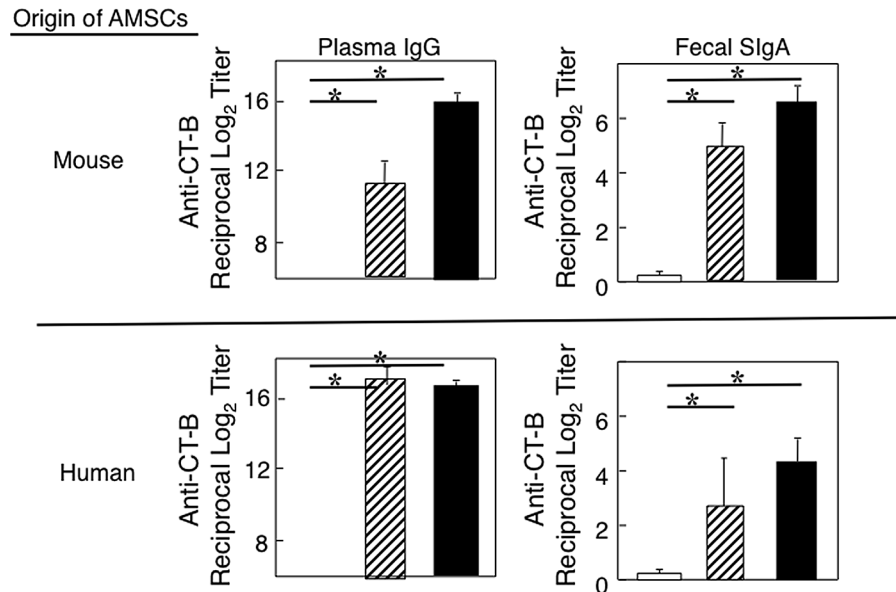 Origin of AMSCs
Plasma IgG
Fecal SIgA
Mouse
Anti-CT-B
Reciprocal Log₂ Titer
16
12
8
*
*
Anti-CT-B
Reciprocal Log₂ Titer
6
4
2
0
*
*
Human
Anti-CT-B
Reciprocal Log₂ Titer
16
12
8
*
*
Anti-CT-B
Reciprocal Log₂ Titer
6
4
2
0
*
*